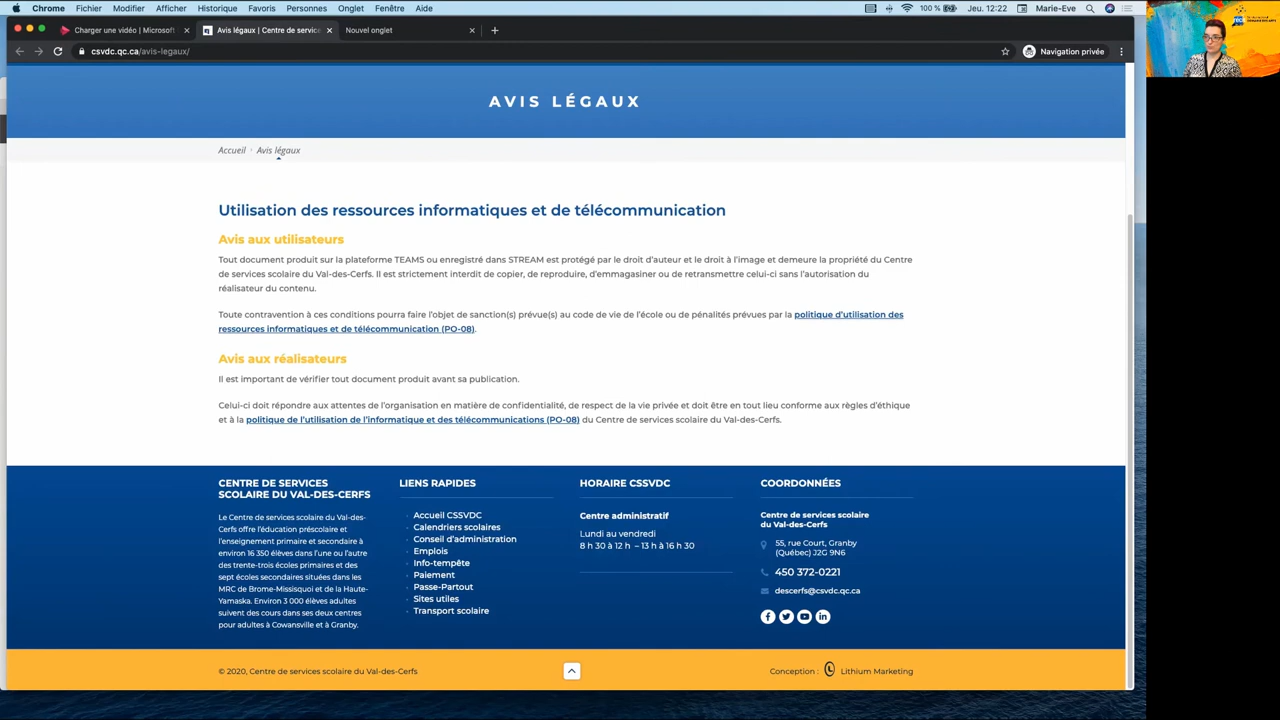 Chrome Fichier Modifier Afficher Historique Favoris Personnes Onglet Fenêtre Aide 100 % Jeu. 12:22 Marie-Eve
Charger une vidéo | Microsoft Avis légaux | Centre de service Nouvel onglet
csvdc.qc.ca/avis-legaux/ Navigation privée
AVIS LÉGAUX
Accueil Avis légaux
Utilisation des ressources informatiques et de télécommunication
Avis aux utilisateurs
Tout document produit sur la plateforme TEAMS ou enregistré dans STREAM est protégé par le droit d'auteur et le droit à l'image et demeure la propriété du Centre
de services scolaire du Val-des-Cerfs. Il est strictement interdit de copier, de reproduire, d'emmagasiner ou de retransmettre celui-ci sans l'autorisation du
réalisateur du contenu.
Toute contravention à ces conditions pourra faire l'objet de sanction(s) prévue(s) au code de vie de l'école ou de pénalités prévues par la politique d'utilisation des
ressources informatiques et de télécommunication (PO-08).
Avis aux réalisateurs
Il est important de vérifier tout document produit avant sa publication.
Celui-ci doit répondre aux attentes de l'organisation en matière de confidentialité, de respect de la vie privée et doit être en tout lieu conforme aux règles d'éthique
et à la politique de l'utilisation de l'informatique et des télécommunications (PO-08) du Centre de services scolaire du Val-des-Cerfs.
CENTRE DE SERVICES
SCOLAIRE DU VAL-DES-CERFS
Le Centre de services scolaire du Val-des-
Cerfs offre l'éducation préscolaire et
l'enseignement primaire et secondaire à
environ 16 350 élèves dans l'une ou l'autre
des trente-trois écoles primaires et des
sept écoles secondaires situées dans les
MRC de Brome-Missisquoi et de la Haute-
Yamaska. Environ 3 000 élèves adultes
suivent des cours dans ses deux centres
pour adultes à Cowansville et à Granby.
LIENS RAPIDES
Accueil CSSVDC
Calendriers scolaires
Conseil d'administration
Emplois
Info-tempête
Paiement
Passe-Partout
Sites utiles
Transport scolaire
HORAIRE CSSVDC
Centre administratif
Lundi au vendredi
8 h 30 à 12 h – 13 h à 16 h 30
COORDONNÉES
Centre de services scolaire
du Val-des-Cerfs
55, rue Court, Granby
(Québec) J2G 9N6
450 372-0221
descerfs@csvdc.qc.ca
© 2020, Centre de services scolaire du Val-des-Cerfs
Conception : Lithium Marketing